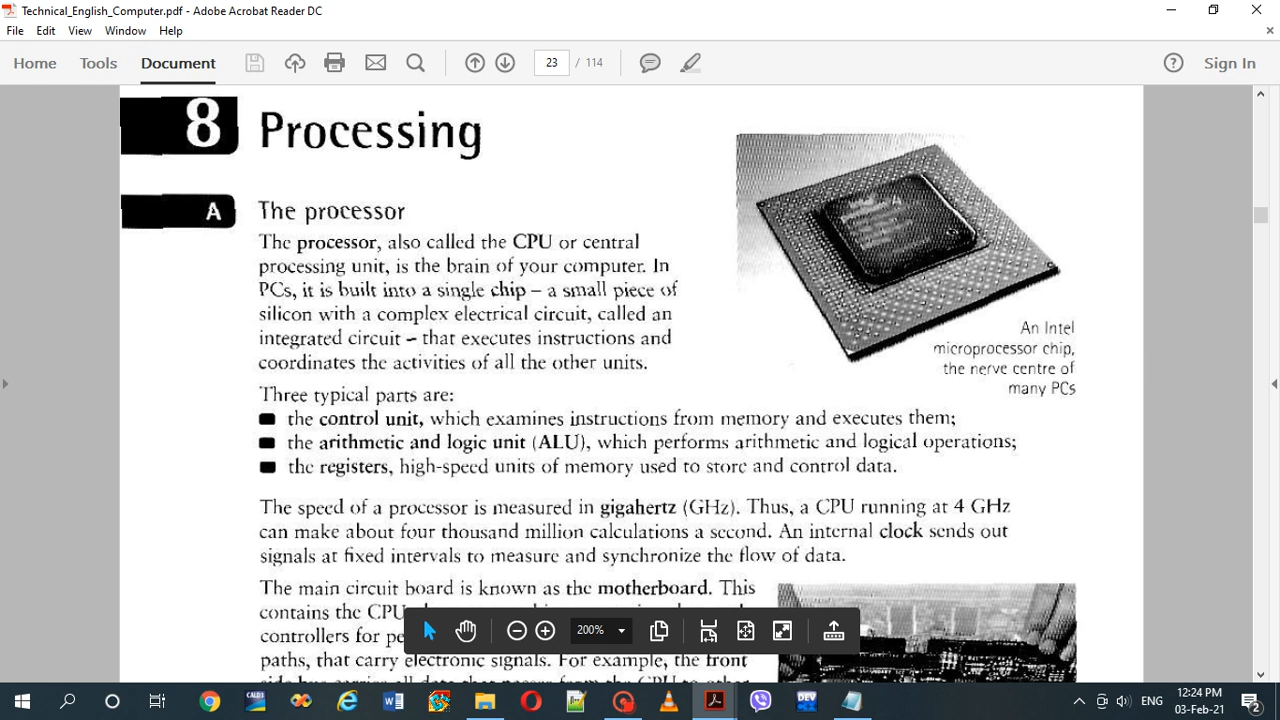 Technical_English_Computer.pdf - Adobe Acrobat Reader DC
File Edit View Window Help
Home Tools Document 23 / 114 Sign In
8 Processing
A The processor
The processor, also called the CPU or central
processing unit, is the brain of your computer. In
PCs, it is built into a single chip – a small piece of
silicon with a complex electrical circuit, called an
integrated circuit – that executes instructions and
coordinates the activities of all the other units.
An Intel
microprocessor chip,
the nerve centre of
many PCs
Three typical parts are:
the control unit, which examines instructions from memory and executes them;
the arithmetic and logic unit (ALU), which performs arithmetic and logical operations;
the registers, high-speed units of memory used to store and control data.
The speed of a processor is measured in gigahertz (GHz). Thus, a CPU running at 4 GHz
can make about four thousand million calculations a second. An internal clock sends out
signals at fixed intervals to measure and synchronize the flow of data.
The main circuit board is known as the motherboard. This
contains the CPU
controllers for
paths, that carry electronic signals. For example, the front
200%
CALD3
DEV
ENG
12:24 PM
03-Feb-21
2